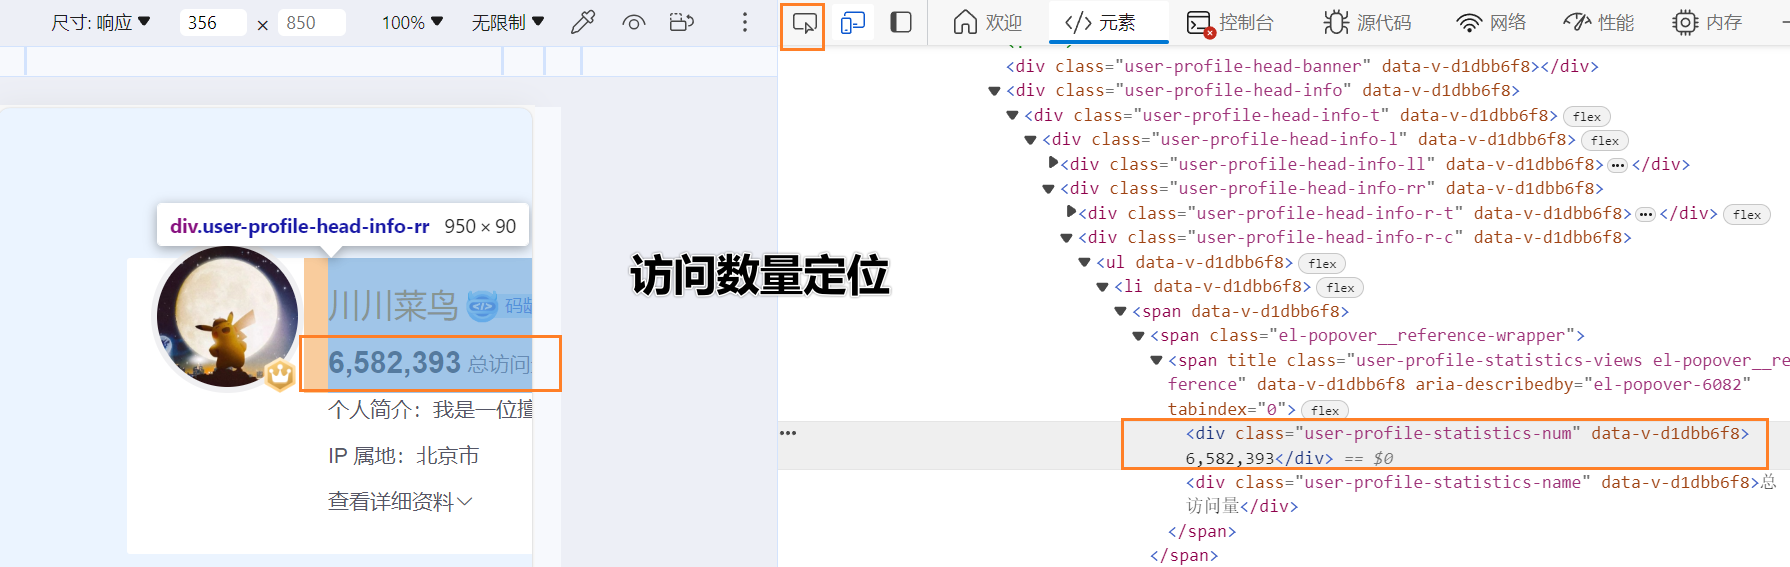 尺寸: 响应 356 × 850 100% 无限制
欢迎 元素 控制台 源代码 网络 性能 内存
div.user-profile-head-info-rr 950 × 90
川川菜鸟
6,582,393 总访问
个人简介：我是一位
IP 属地：北京市
查看详细资料
访问数量定位
<div class="user-profile-head-banner" data-v-d1dbb6f8></div>
<div class="user-profile-head-info" data-v-d1dbb6f8>
<div class="user-profile-head-info-t" data-v-d1dbb6f8> flex
<div class="user-profile-head-info-l" data-v-d1dbb6f8> flex
<div class="user-profile-head-info-ll" data-v-d1dbb6f8>…</div>
<div class="user-profile-head-info-rr" data-v-d1dbb6f8>
<div class="user-profile-head-info-r-t" data-v-d1dbb6f8>…</div> flex
<div class="user-profile-head-info-r-c" data-v-d1dbb6f8>
<ul data-v-d1dbb6f8> flex
<li data-v-d1dbb6f8> flex
<span data-v-d1dbb6f8>
<span class="el-popover__reference-wrapper">
<span title class="user-profile-statistics-views el-popover__re
ference" data-v-d1dbb6f8 aria-describedby="el-popover-6082"
tabindex="0"> flex
<div class="user-profile-statistics-num" data-v-d1dbb6f8>
6,582,393</div> == $0
<div class="user-profile-statistics-name" data-v-d1dbb6f8>总
访问量</div>
</span>
</span>